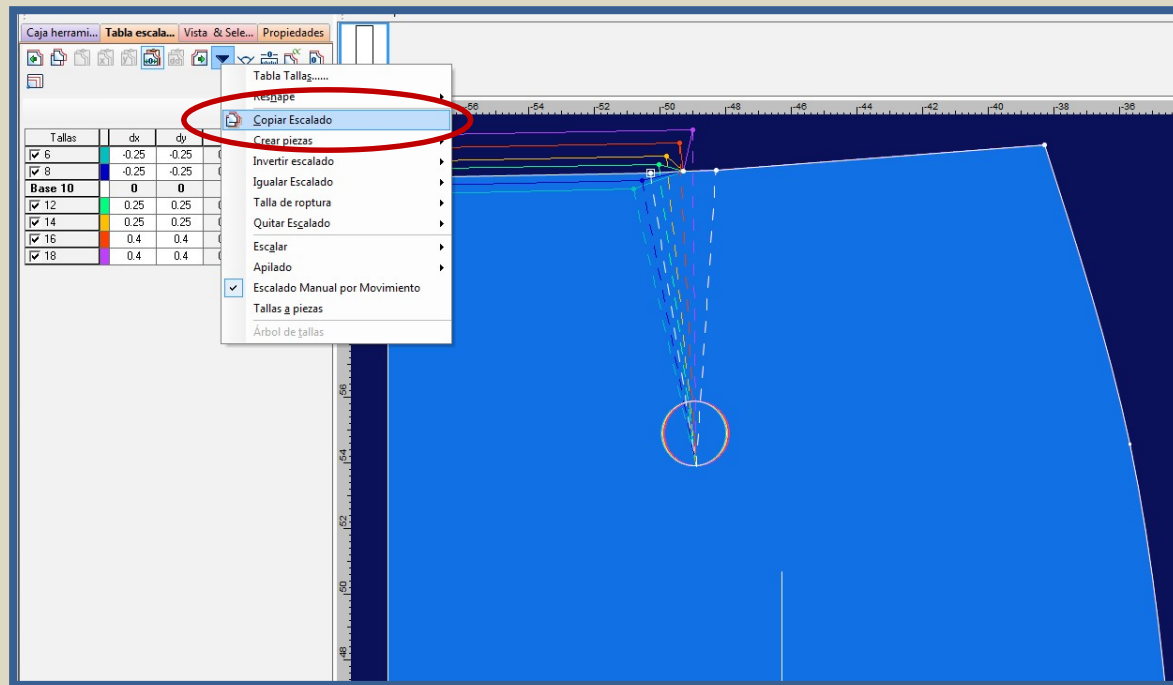 Caja herrami... Tabla escala... Vista & Sele... Propiedades
Tabla Tallas......
Reshape
Copiar Escalado
Crear piezas
Invertir escalado
Igualar Escalado
Talla de roptura
Quitar Escalado
Escalar
Apilado
Escalado Manual por Movimiento
Tallas a piezas
Árbol de tallas
Tallas dx dy
6 -0.25 -0.25
8 -0.25 -0.25
Base 10 0 0
12 0.25 0.25
14 0.25 0.25
16 0.4 0.4
18 0.4 0.4
-56 -54 -52 -50 -48 -46 -44 -42 -40 -38 -36
56
54
52
50
48